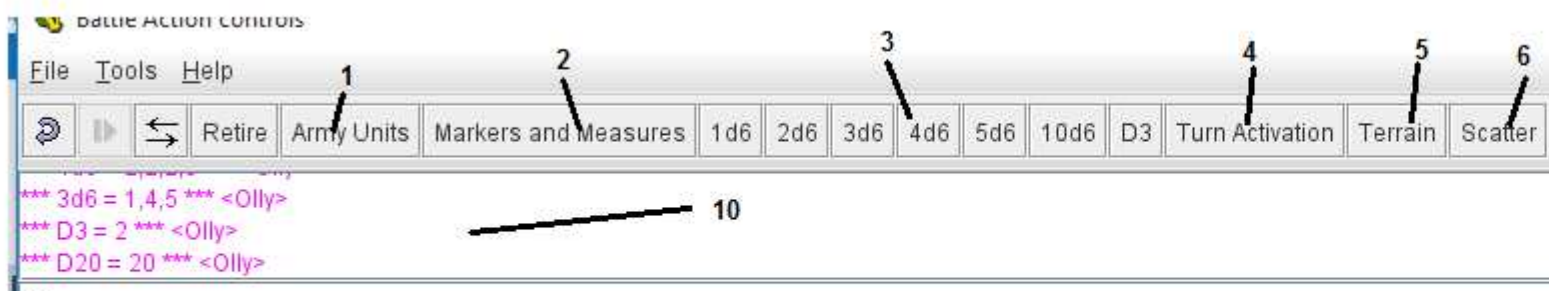 Battle Action controls
3
4
5
6
2
1
File Tools Help
Retire Army Units Markers and Measures 1d6 2d6 3d6 4d6 5d6 10d6 D3 Turn Activation Terrain Scatter
*** 3d6 = 1,4,5 *** <Olly>
10
*** D3 = 2 *** <Olly>
*** D20 = 20 *** <Olly>